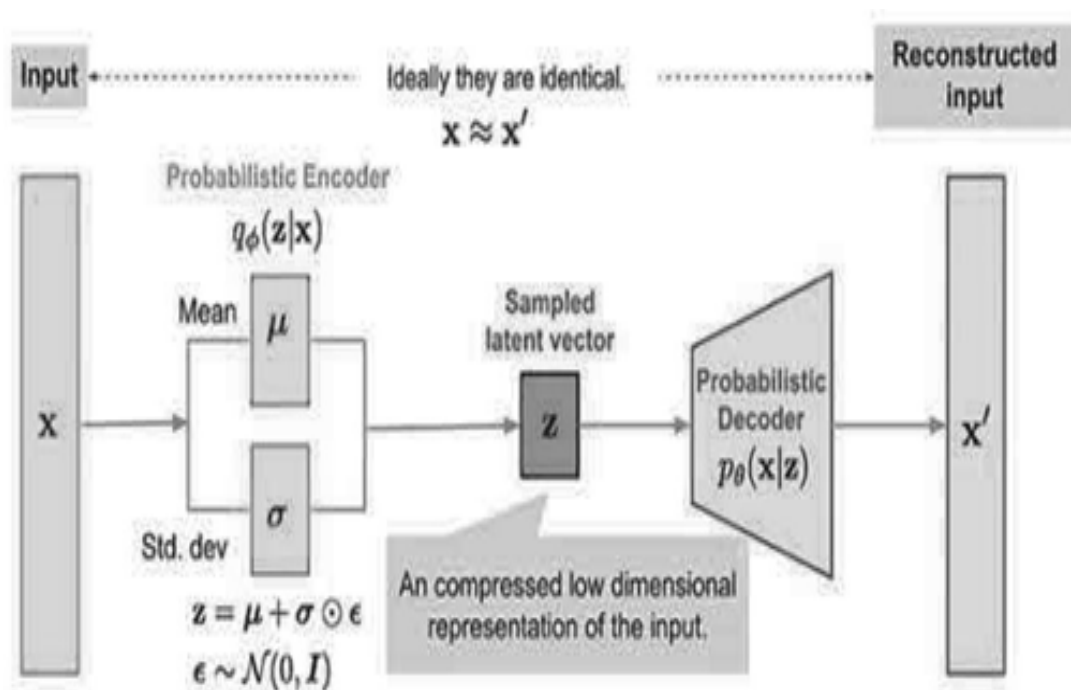 Input
Ideally they are identical.
x ≈ x′
Reconstructed
input
Probabilistic Encoder
qϕ(z|x)
Mean
μ
Std. dev
σ
z = μ + σ ⊙ ϵ
ϵ ∼ N(0, I)
x
Sampled
latent vector
z
An compressed low dimensional
representation of the input.
Probabilistic
Decoder
pθ(x|z)
x′